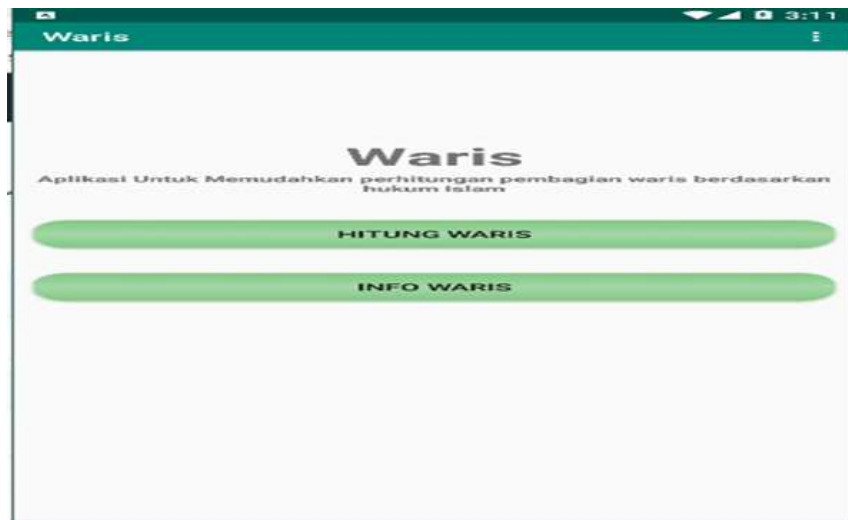 3:11
Waris
Waris
Aplikasi Untuk Memudahkan perhitungan pembagian waris berdasarkan
hukum Islam
HITUNG WARIS
INFO WARIS